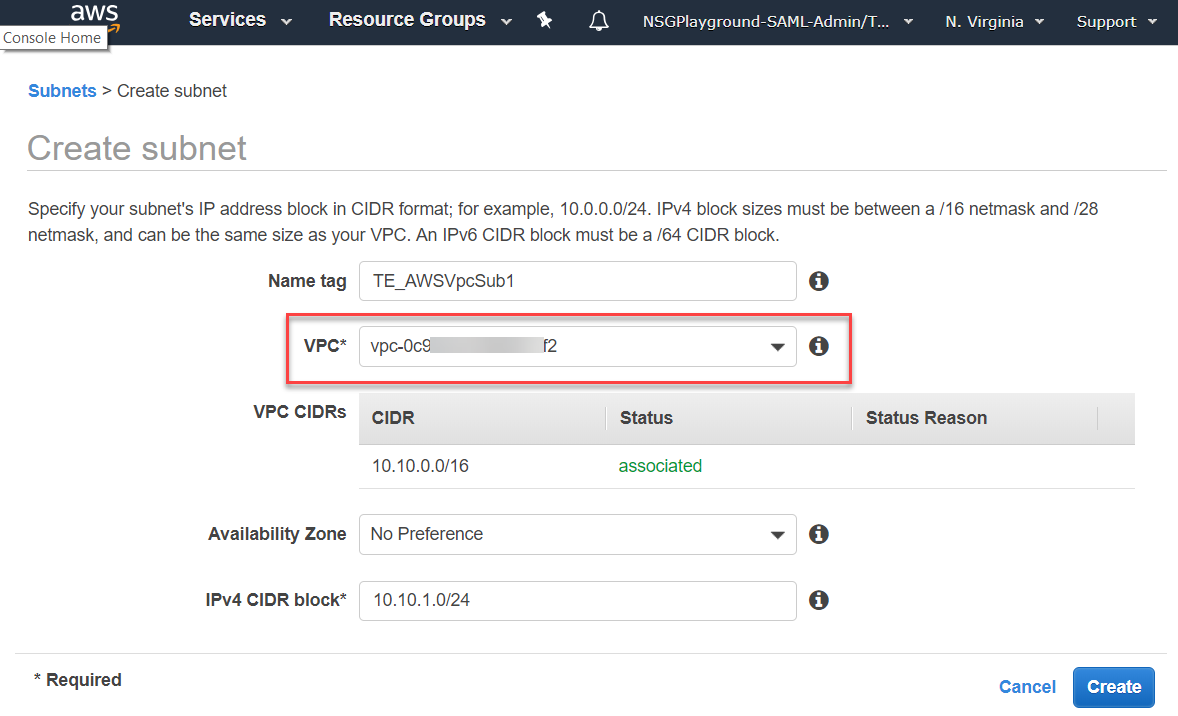 aws
Console Home
Services
Resource Groups
NSGPlayground-SAML-Admin/T...
N. Virginia
Support
Subnets > Create subnet
Create subnet
Specify your subnet's IP address block in CIDR format; for example, 10.0.0.0/24. IPv4 block sizes must be between a /16 netmask and /28
netmask, and can be the same size as your VPC. An IPv6 CIDR block must be a /64 CIDR block.
Name tag TE_AWSVpcSub1
VPC* vpc-0c9 f2
VPC CIDRs CIDR Status Status Reason
10.10.0.0/16 associated
Availability Zone No Preference
IPv4 CIDR block* 10.10.1.0/24
* Required
Cancel Create